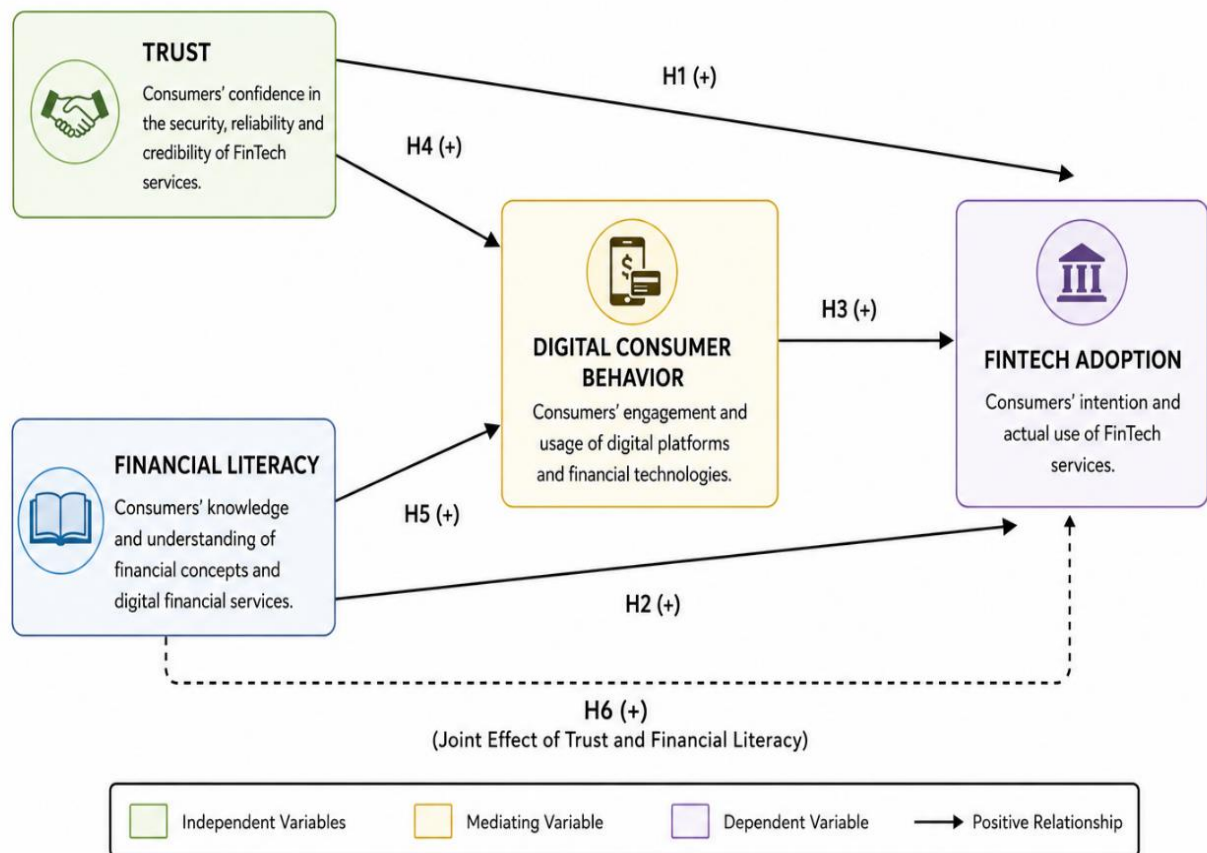 TRUST
Consumers' confidence in
the security, reliability and
credibility of FinTech
services.
H1 (+)
H4 (+)
DIGITAL CONSUMER
BEHAVIOR
Consumers' engagement and
usage of digital platforms
and financial technologies.
H3 (+)
FINTECH ADOPTION
Consumers' intention and
actual use of FinTech
services.
FINANCIAL LITERACY
Consumers' knowledge
and understanding of
financial concepts and
digital financial services.
H5 (+)
H2 (+)
H6 (+)
(Joint Effect of Trust and Financial Literacy)
Independent Variables
Mediating Variable
Dependent Variable
Positive Relationship